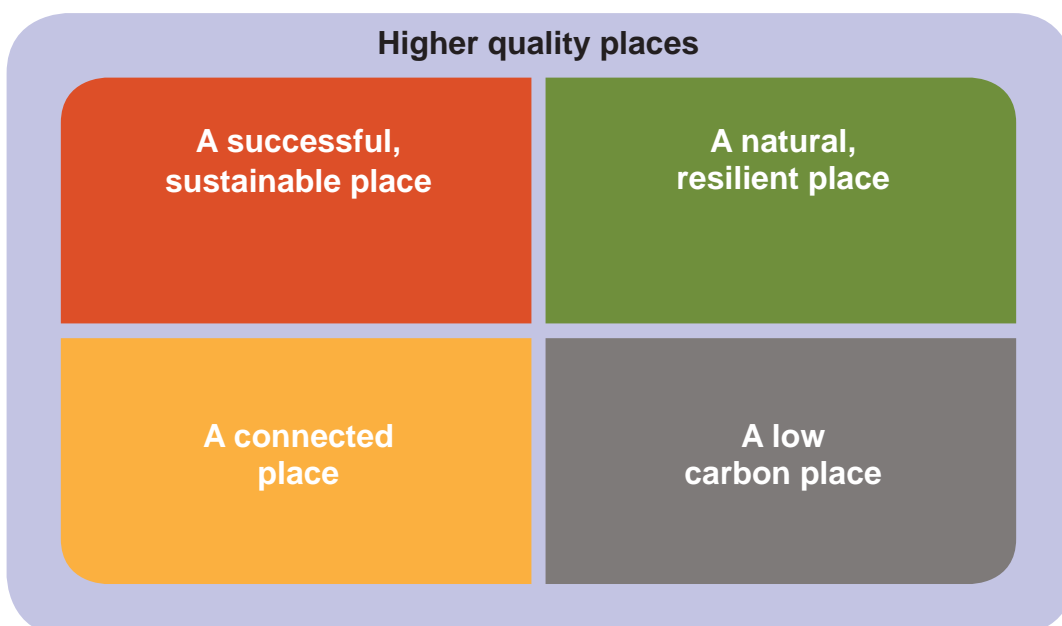 Higher quality places
A successful,
sustainable place
A natural,
resilient place
A connected
place
A low
carbon place